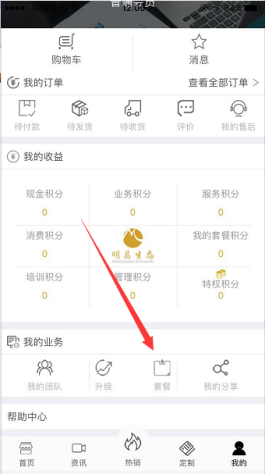 普通会员
购物车
消息
我的订单
查看全部订单 >
待付款
待发货
待收货
评价
我的售后
我的收益
现金积分
业务积分
服务积分
0
0
0
消费积分
明昌生态
我的套餐积分
0
0
培训积分
管理积分
特权积分
0
0
0
我的业务
我的团队
升级
套餐
我的分享
帮助中心
首页
资讯
热销
定制
我的